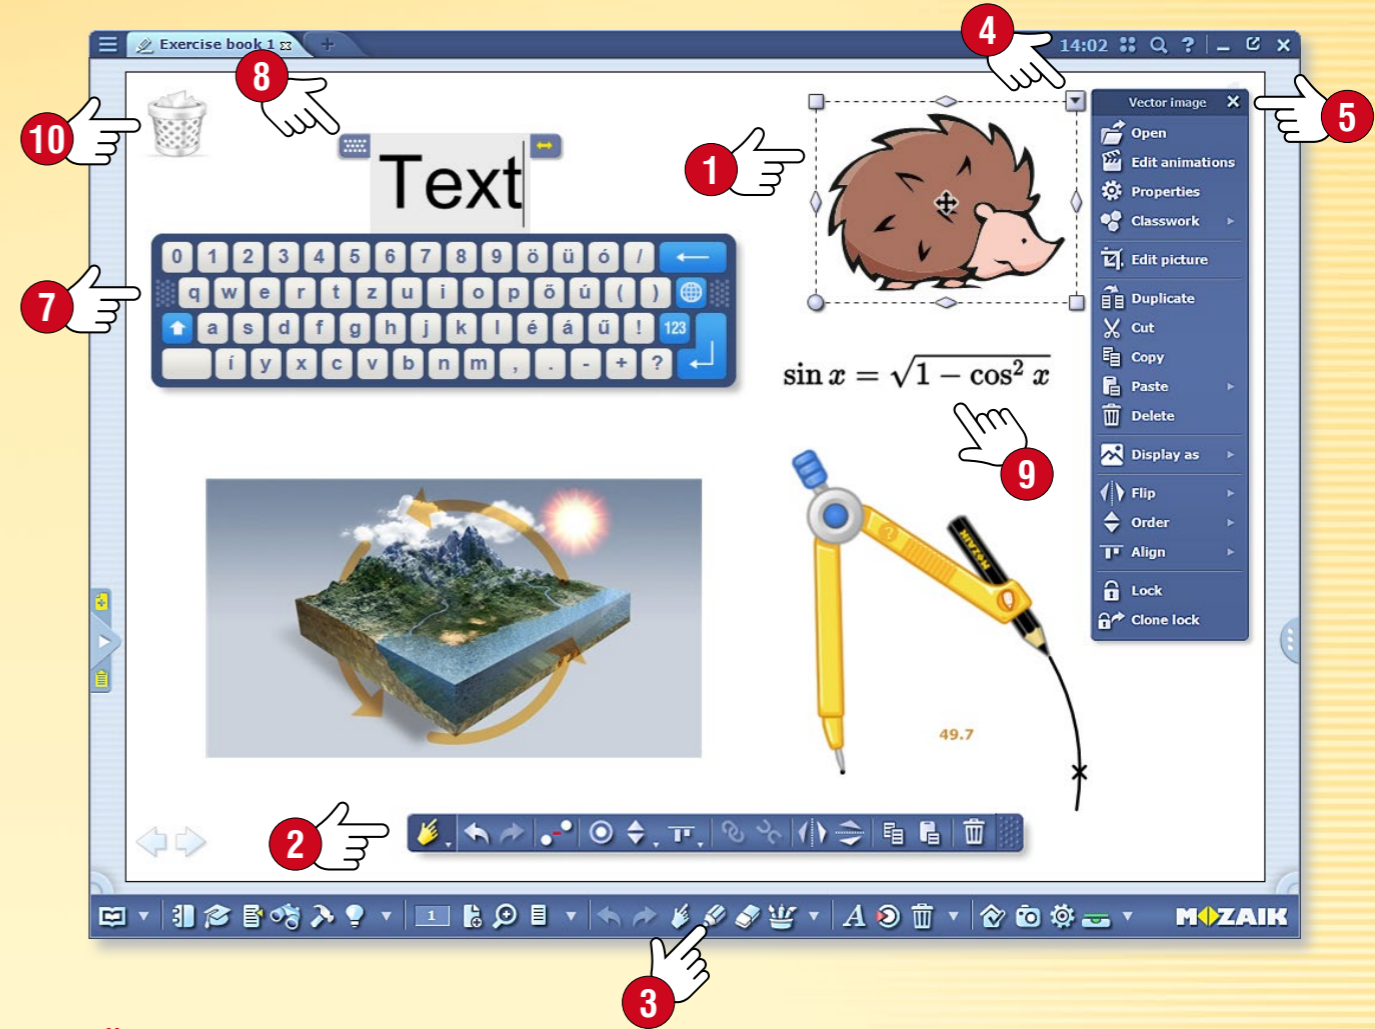 4
Exercise book 1
14:02
8
Vector image
5
10
Open
Edit animations
Properties
Classwork
1
Text
Edit picture
0 1 2 3 4 5 6 7 8 9 ö ü ó /
q w e r t z u i o p ő ú ( )
a s d f g h j k l é á ű ! 123
í y x c v b n m , . - + ?
7
Duplicate
Cut
Copy
Paste
Delete
sin x = √(1 − cos² x)
9
Display as
Flip
Order
Align
Lock
Clone lock
MOZAIK
49.7
2
1
A
MOZAIK
3